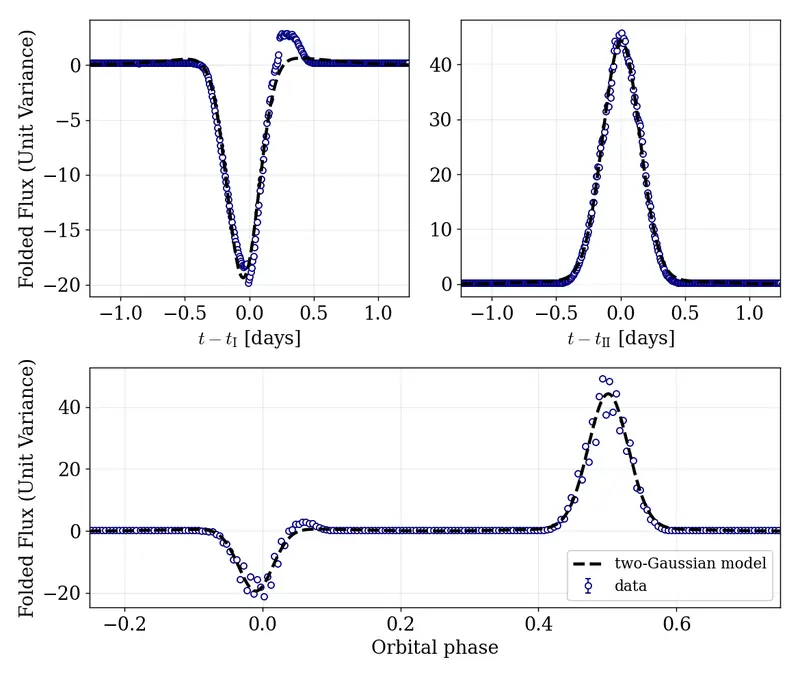 Folded Flux (Unit Variance)
0
−5
−10
−15
−20
−1.0 −0.5 0.0 0.5 1.0
t − t_I [days]
40
30
20
10
0
−1.0 −0.5 0.0 0.5 1.0
t − t_II [days]
Folded Flux (Unit Variance)
40
20
0
−20
two-Gaussian model
data
−0.2 0.0 0.2 0.4 0.6
Orbital phase